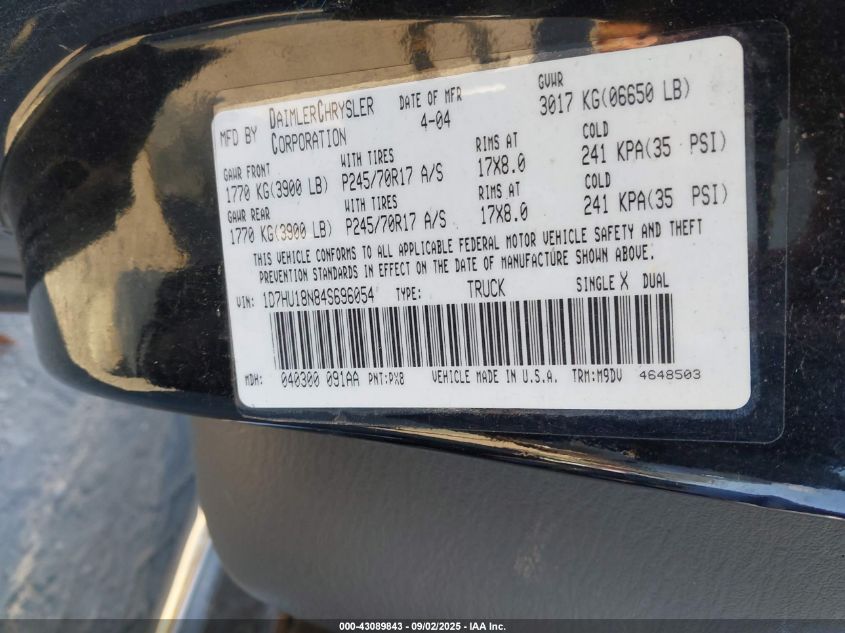 MFD BY DAIMLERCHRYSLER CORPORATION DATE OF MFR 4-04 GVWR 3017 KG(06650 LB)
GAWR FRONT WITH TIRES RIMS AT COLD
1770 KG(3900 LB) P245/70R17 A/S 17X8.0 241 KPA(35 PSI)
GAWR REAR WITH TIRES RIMS AT COLD
1770 KG(3900 LB) P245/70R17 A/S 17X8.0 241 KPA(35 PSI)
THIS VEHICLE CONFORMS TO ALL APPLICABLE FEDERAL MOTOR VEHICLE SAFETY AND THEFT
PREVENTION STANDARDS IN EFFECT ON THE DATE OF MANUFACTURE SHOWN ABOVE.
VIN: 1D7HU18N84S696054 TYPE: TRUCK SINGLE X DUAL
MDH: 040300 091AA PNT:PX8 VEHICLE MADE IN U.S.A. TRM:M9DV 4648503
000-43089843 - 09/02/2025 - IAA Inc.